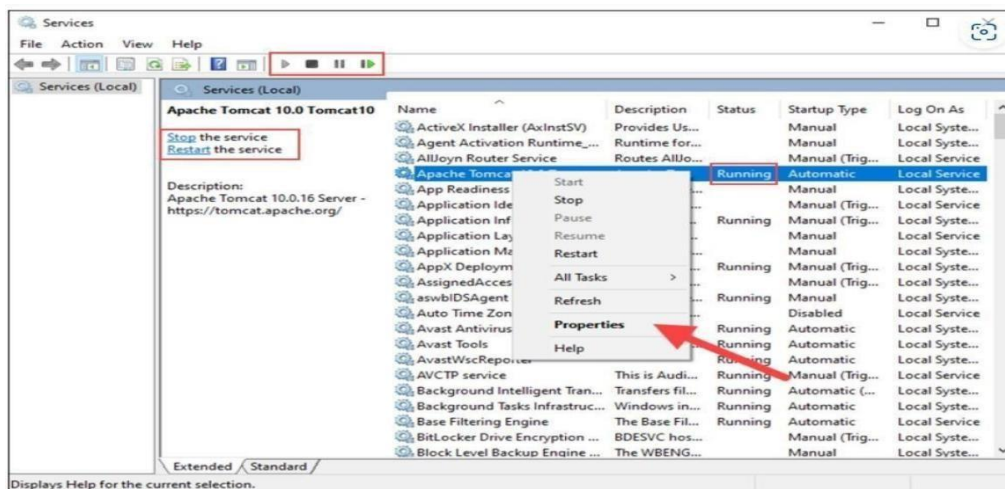 Services
File Action View Help
Services (Local)
Services (Local)
Apache Tomcat 10.0 Tomcat10
Stop the service
Restart the service
Description:
Apache Tomcat 10.0.16 Server -
https://tomcat.apache.org/
Name Description Status Startup Type Log On As
ActiveX Installer (AxInstSV) Provides Us... Manual Local Syste...
Agent Activation Runtime_... Runtime for... Manual Local Syste...
AllJoyn Router Service Routes AllJo... Manual (Trig... Local Service
Apache Tomcat Running Automatic Local Service
App Readiness Manual Local Syste...
Application Ide Manual (Trig... Local Service
Application Inf Running Manual (Trig... Local Syste...
Application Lay Manual Local Service
Application Ma Manual Local Syste...
AppX Deploym Running Manual (Trig... Local Syste...
AssignedAcces Manual (Trig... Local Syste...
aswbIDSAgent Running Manual Local Syste...
Auto Time Zon Disabled Local Service
Avast Antivirus Running Automatic Local Syste...
Avast Tools Running Automatic Local Syste...
AvastWscReporter Running Automatic Local Syste...
AVCTP service This is Audi... Running Manual (Trig... Local Service
Background Intelligent Tran... Transfers fil... Running Automatic (... Local Syste...
Background Tasks Infrastruc... Windows in... Running Automatic Local Syste...
Base Filtering Engine The Base Fil... Running Automatic Local Service
BitLocker Drive Encryption ... BDESVC hos... Manual (Trig... Local Syste...
Block Level Backup Engine ... The WBENG... Manual Local Syste...
Start
Stop
Pause
Resume
Restart
All Tasks >
Refresh
Properties
Help
Extended Standard
Displays Help for the current selection.